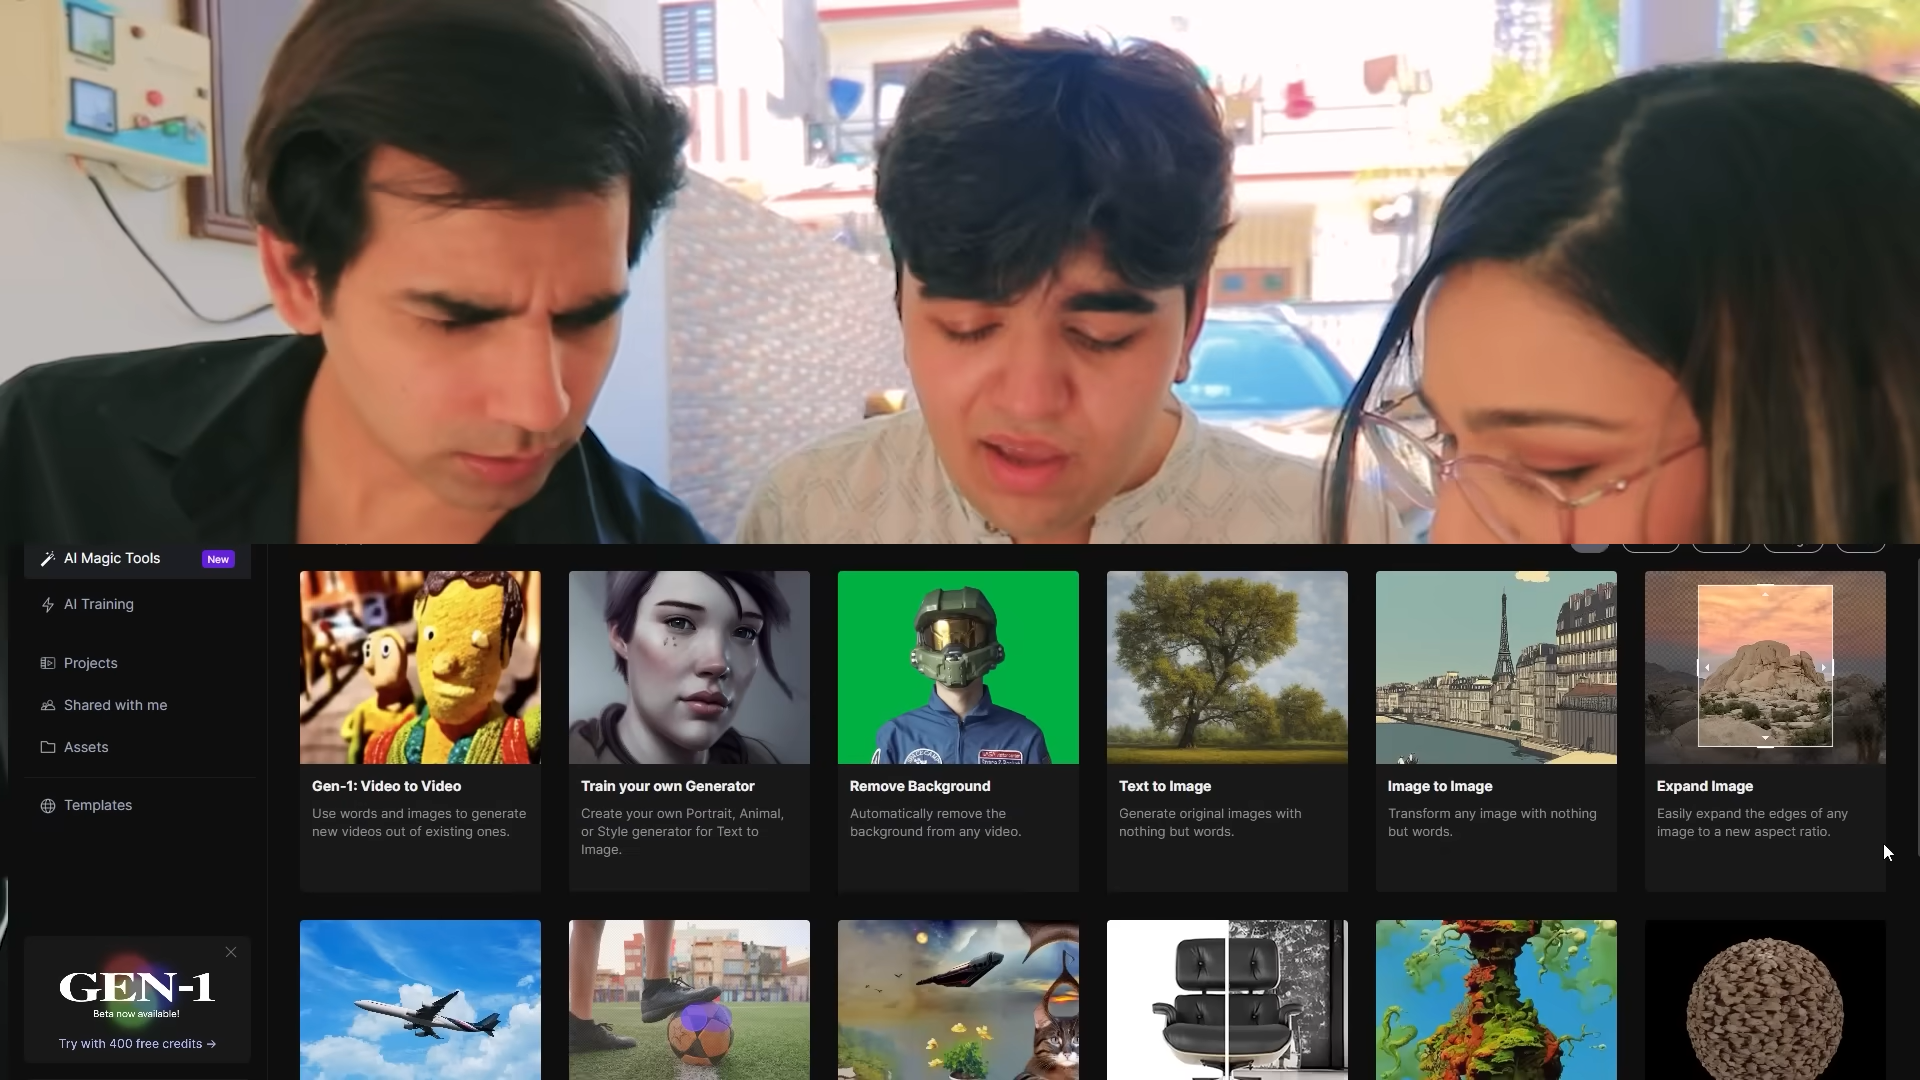 AI Magic Tools
New
AI Training
Projects
Shared with me
Assets
Templates
GEN-1
Beta now available!
Try with 400 free credits →
Gen-1: Video to Video
Use words and images to generate
new videos out of existing ones.
Train your own Generator
Create your own Portrait, Animal,
or Style generator for Text to
Image.
Remove Background
Automatically remove the
background from any video.
Text to Image
Generate original images with
nothing but words.
Image to Image
Transform any image with nothing
but words.
Expand Image
Easily expand the edges of any
image to a new aspect ratio.